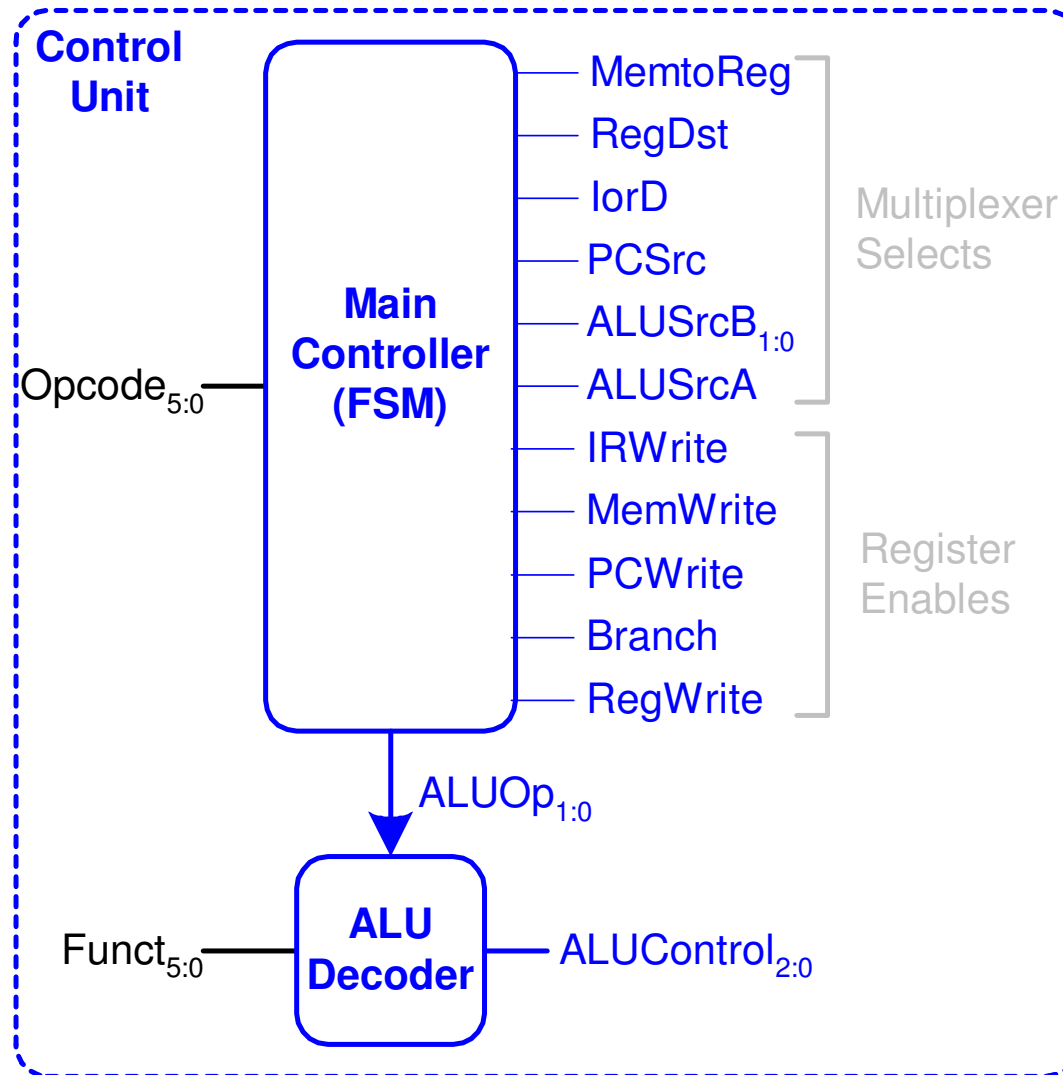 Control
Unit
MemtoReg
RegDst
IorD
PCSrc
ALUSrcB1:0
ALUSrcA
IRWrite
MemWrite
PCWrite
Branch
RegWrite
Multiplexer
Selects
Register
Enables
Main
Controller
(FSM)
Opcode5:0
ALUOp1:0
ALU
Decoder
Funct5:0
ALUControl2:0